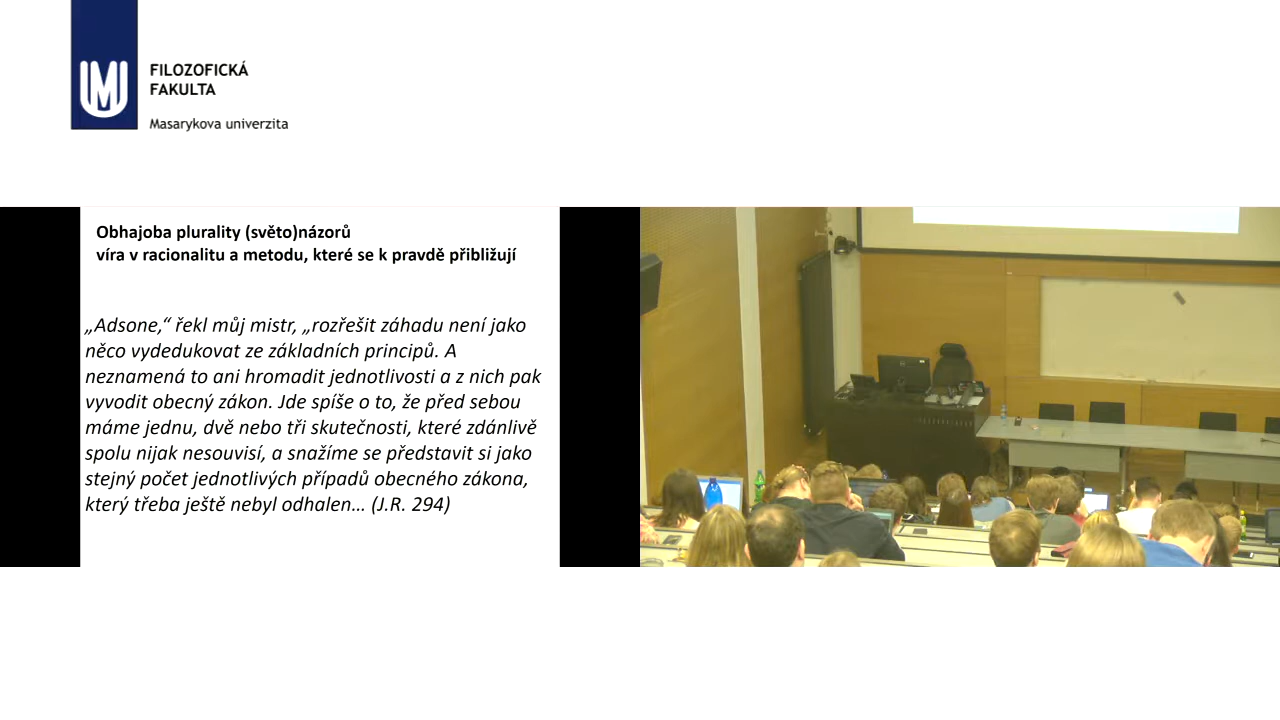 FILOZOFICKÁ
FAKULTA
Masarykova univerzita
Obhajoba plurality (světo)názorů
víra v racionalitu a metodu, které se k pravdě přibližují
„Adsone,“ řekl můj mistr, „rozřešit záhadu není jako
něco vydedukovat ze základních principů. A
neznamená to ani hromadit jednotlivosti a z nich pak
vyvodit obecný zákon. Jde spíše o to, že před sebou
máme jednu, dvě nebo tři skutečnosti, které zdánlivě
spolu nijak nesouvisí, a snažíme se představit si jako
stejný počet jednotlivých případů obecného zákona,
který třeba ještě nebyl odhalen… (J.R. 294)